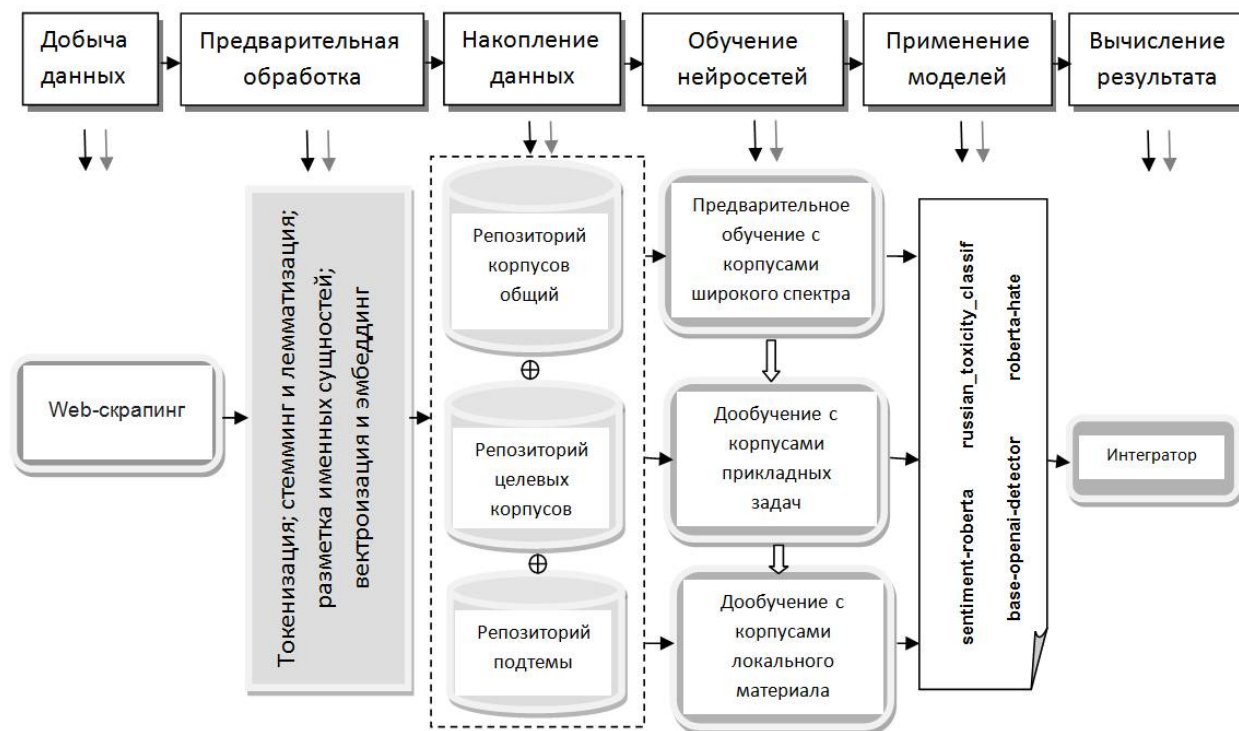 Добыча
данных
Предварительная
обработка
Накопление
данных
Обучение
нейросетей
Применение
моделей
Вычисление
результата
Web-скрапинг
Токенизация; стемминг и лемматизация;
разметка именных сущностей;
вектроизация и эмбеддинг
Репозиторий
корпусов
общий
⊕
Репозиторий
целевых
корпусов
⊕
Репозиторий
подтемы
Предварительное
обучение с
корпусами
широкого спектра
Дообучение с
корпусами
прикладных
задач
Дообучение с
корпусами
локального
материала
sentiment-roberta russian_toxicity_classif
base-openai-detector roberta-hate
Интегратор